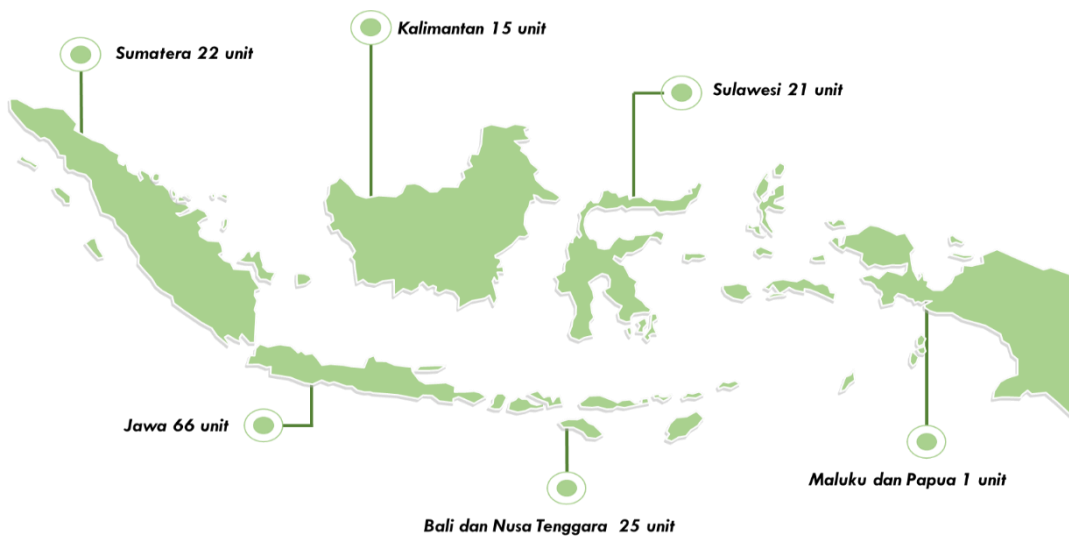 Kalimantan 15 unit
Sumatera 22 unit
Sulawesi 21 unit
Jawa 66 unit
Maluku dan Papua 1 unit
Bali dan Nusa Tenggara 25 unit